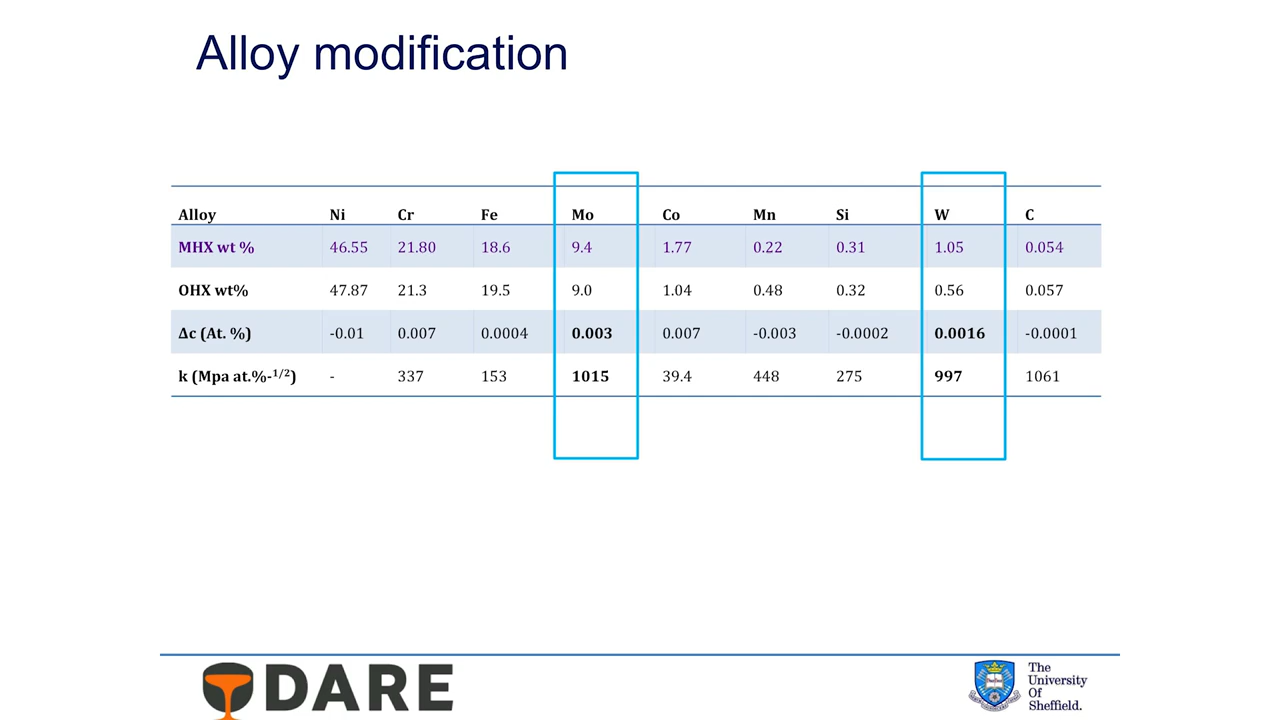 Alloy modification
Alloy Ni Cr Fe Mo Co Mn Si W C
MHX wt % 46.55 21.80 18.6 9.4 1.77 0.22 0.31 1.05 0.054
OHX wt% 47.87 21.3 19.5 9.0 1.04 0.48 0.32 0.56 0.057
Δc (At. %) -0.01 0.007 0.0004 0.003 0.007 -0.003 -0.0002 0.0016 -0.0001
k (Mpa at.%-1/2) - 337 153 1015 39.4 448 275 997 1061
DARE
The
University
Of
Sheffield.